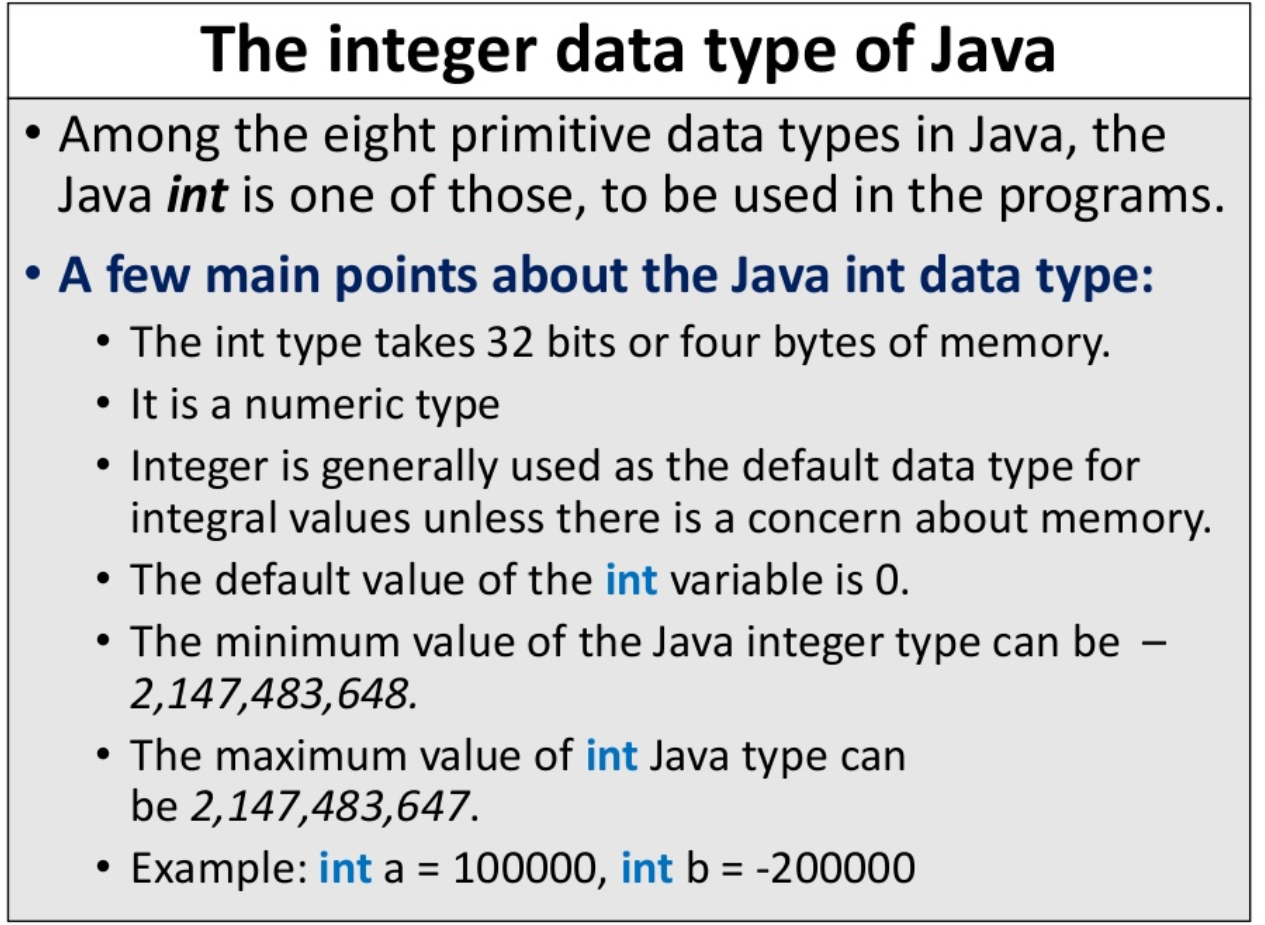 The integer data type of Java
• Among the eight primitive data types in Java, the
Java int is one of those, to be used in the programs.
• A few main points about the Java int data type:
• The int type takes 32 bits or four bytes of memory.
• It is a numeric type
• Integer is generally used as the default data type for
integral values unless there is a concern about memory.
• The default value of the int variable is 0.
• The minimum value of the Java integer type can be –
2,147,483,648.
• The maximum value of int Java type can
be 2,147,483,647.
• Example: int a = 100000, int b = -200000